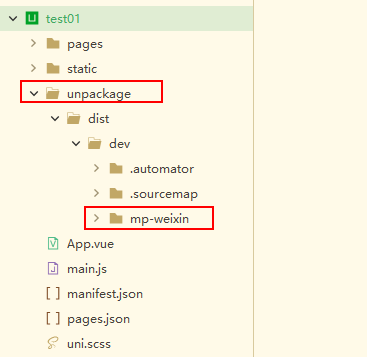 test01
pages
static
unpackage
dist
dev
.automator
.sourcemap
mp-weixin
App.vue
main.js
manifest.json
pages.json
uni.scss